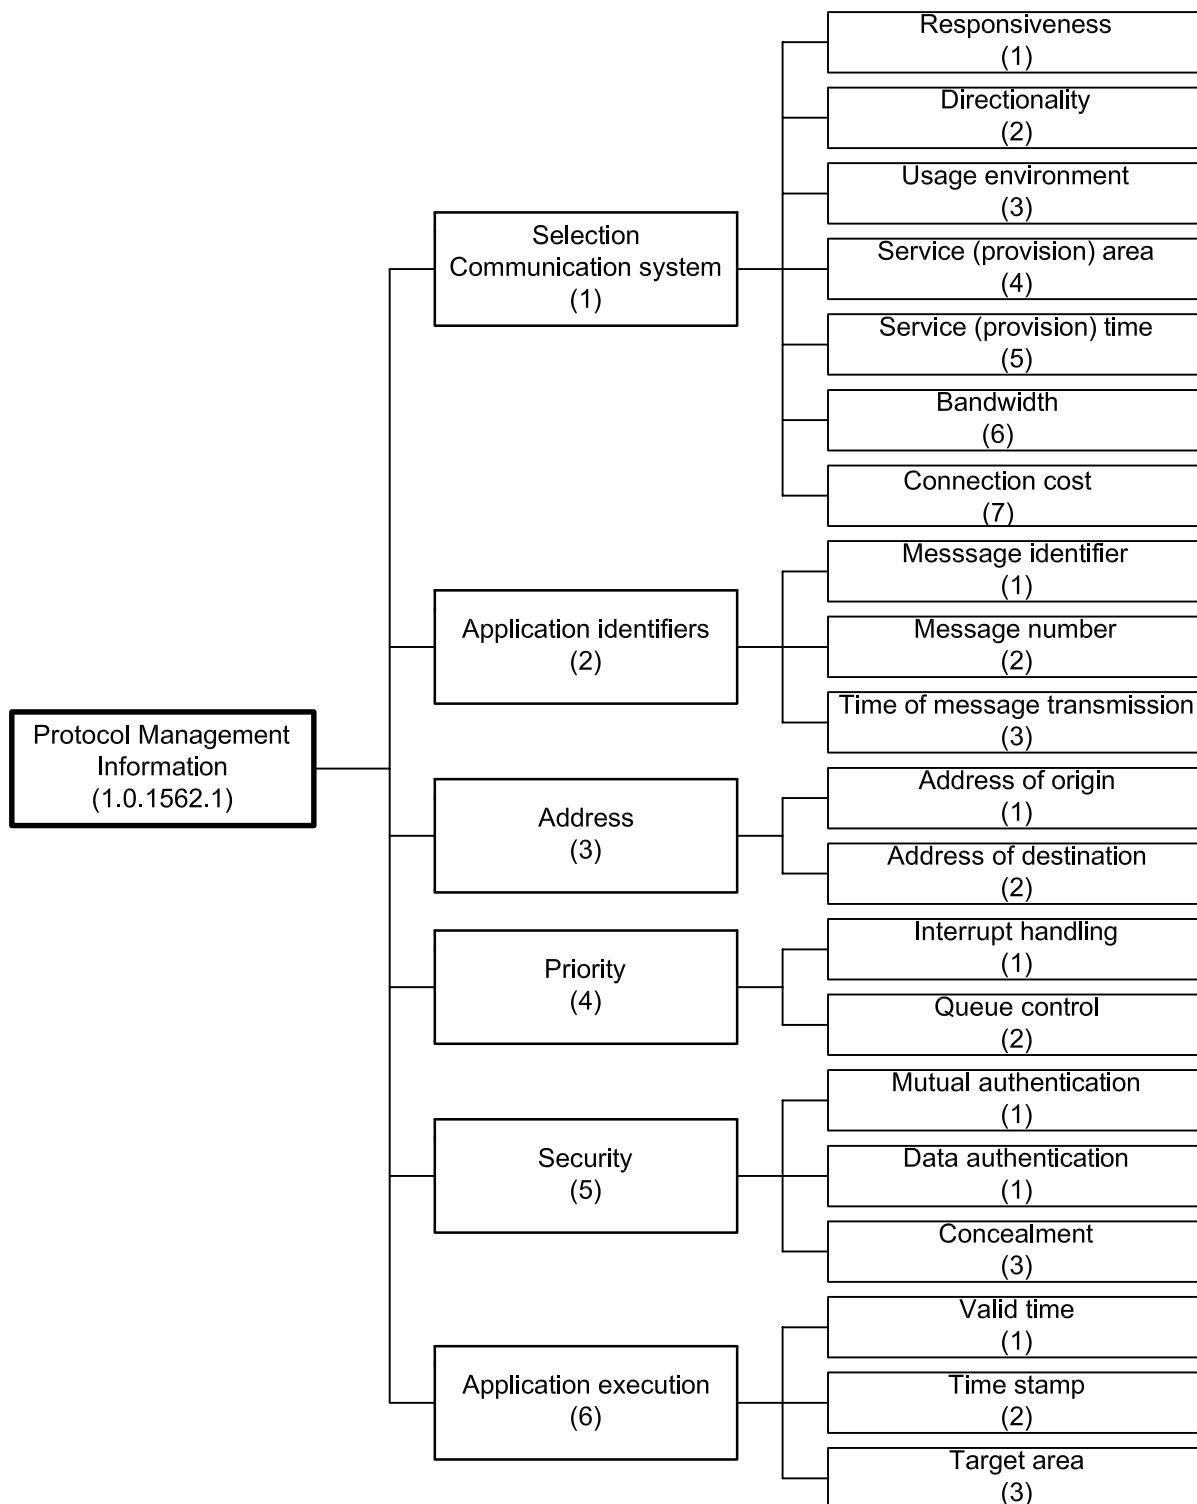 Responsiveness
(1)
Directionality
(2)
Usage environment
(3)
Selection
Communication system
(1)
Service (provision) area
(4)
Service (provision) time
(5)
Bandwidth
(6)
Connection cost
(7)
Messsage identifier
(1)
Application identifiers
(2)
Message number
(2)
Time of message transmission
(3)
Protocol Management
Information
(1.0.1562.1)
Address of origin
(1)
Address
(3)
Address of destination
(2)
Interrupt handling
(1)
Priority
(4)
Queue control
(2)
Mutual authentication
(1)
Security
(5)
Data authentication
(1)
Concealment
(3)
Valid time
(1)
Application execution
(6)
Time stamp
(2)
Target area
(3)